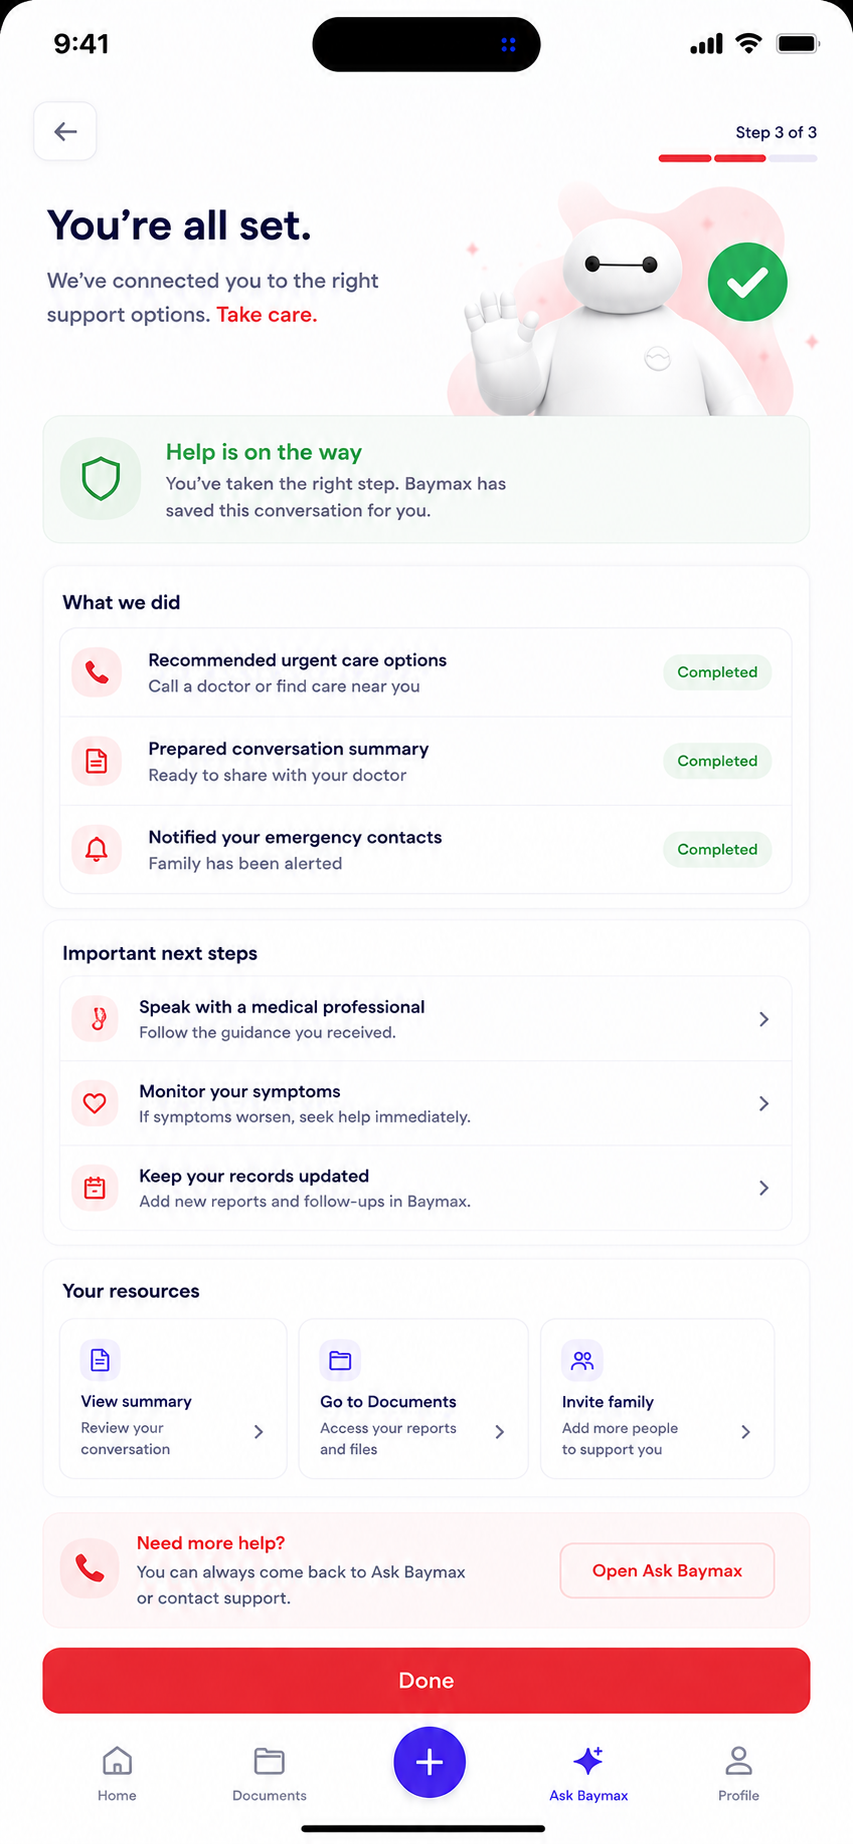 9:41
Step 3 of 3
You're all set.
We've connected you to the right
support options. Take care.
Help is on the way
You've taken the right step. Baymax has
saved this conversation for you.
What we did
Recommended urgent care options
Call a doctor or find care near you
Completed
Prepared conversation summary
Ready to share with your doctor
Completed
Notified your emergency contacts
Family has been alerted
Completed
Important next steps
Speak with a medical professional
Follow the guidance you received.
Monitor your symptoms
If symptoms worsen, seek help immediately.
Keep your records updated
Add new reports and follow-ups in Baymax.
Your resources
View summary
Review your
conversation
Go to Documents
Access your reports
and files
Invite family
Add more people
to support you
Need more help?
You can always come back to Ask Baymax
or contact support.
Open Ask Baymax
Done
Home
Documents
Ask Baymax
Profile